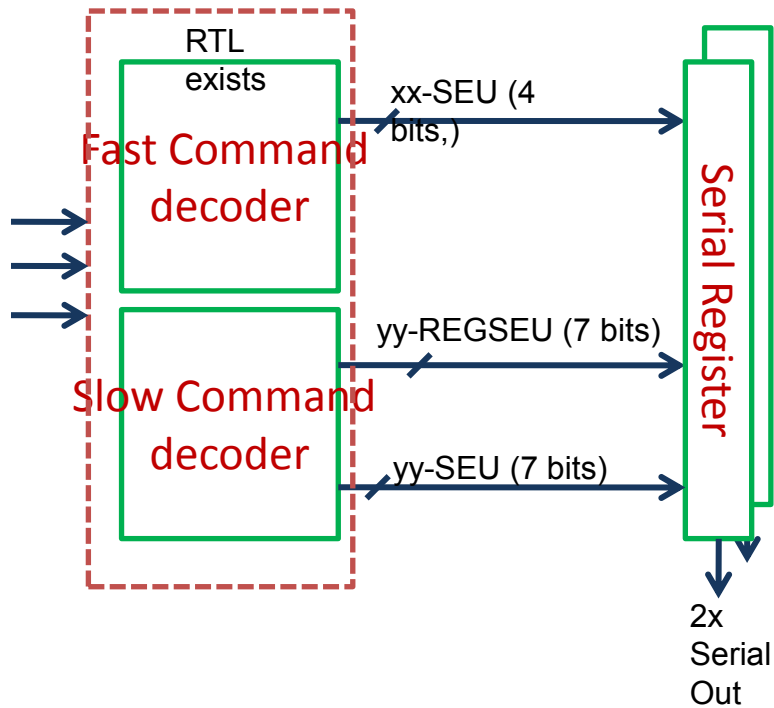 RTL
exists
Fast Command
decoder
xx-SEU (4
bits,)
Slow Command
decoder
yy-REGSEU (7 bits)
yy-SEU (7 bits)
Serial Register
2x
Serial
Out